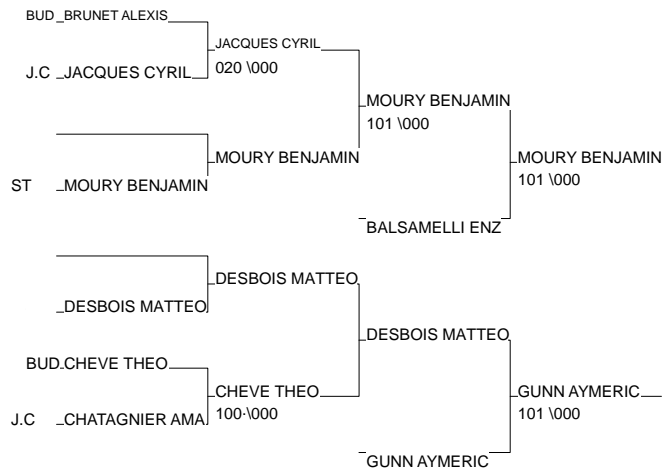 BUD BRUNET ALEXIS
JACQUES CYRIL
020 \000
J.C JACQUES CYRIL
MOURY BENJAMIN
101 \000
MOURY BENJAMIN
MOURY BENJAMIN
101 \000
ST MOURY BENJAMIN
BALSAMELLI ENZ
DESBOIS MATTEO
DESBOIS MATTEO
DESBOIS MATTEO
BUD CHEVE THEO
CHEVE THEO
100·\000
GUNN AYMERIC
101 \000
J.C CHATAGNIER AMA
GUNN AYMERIC